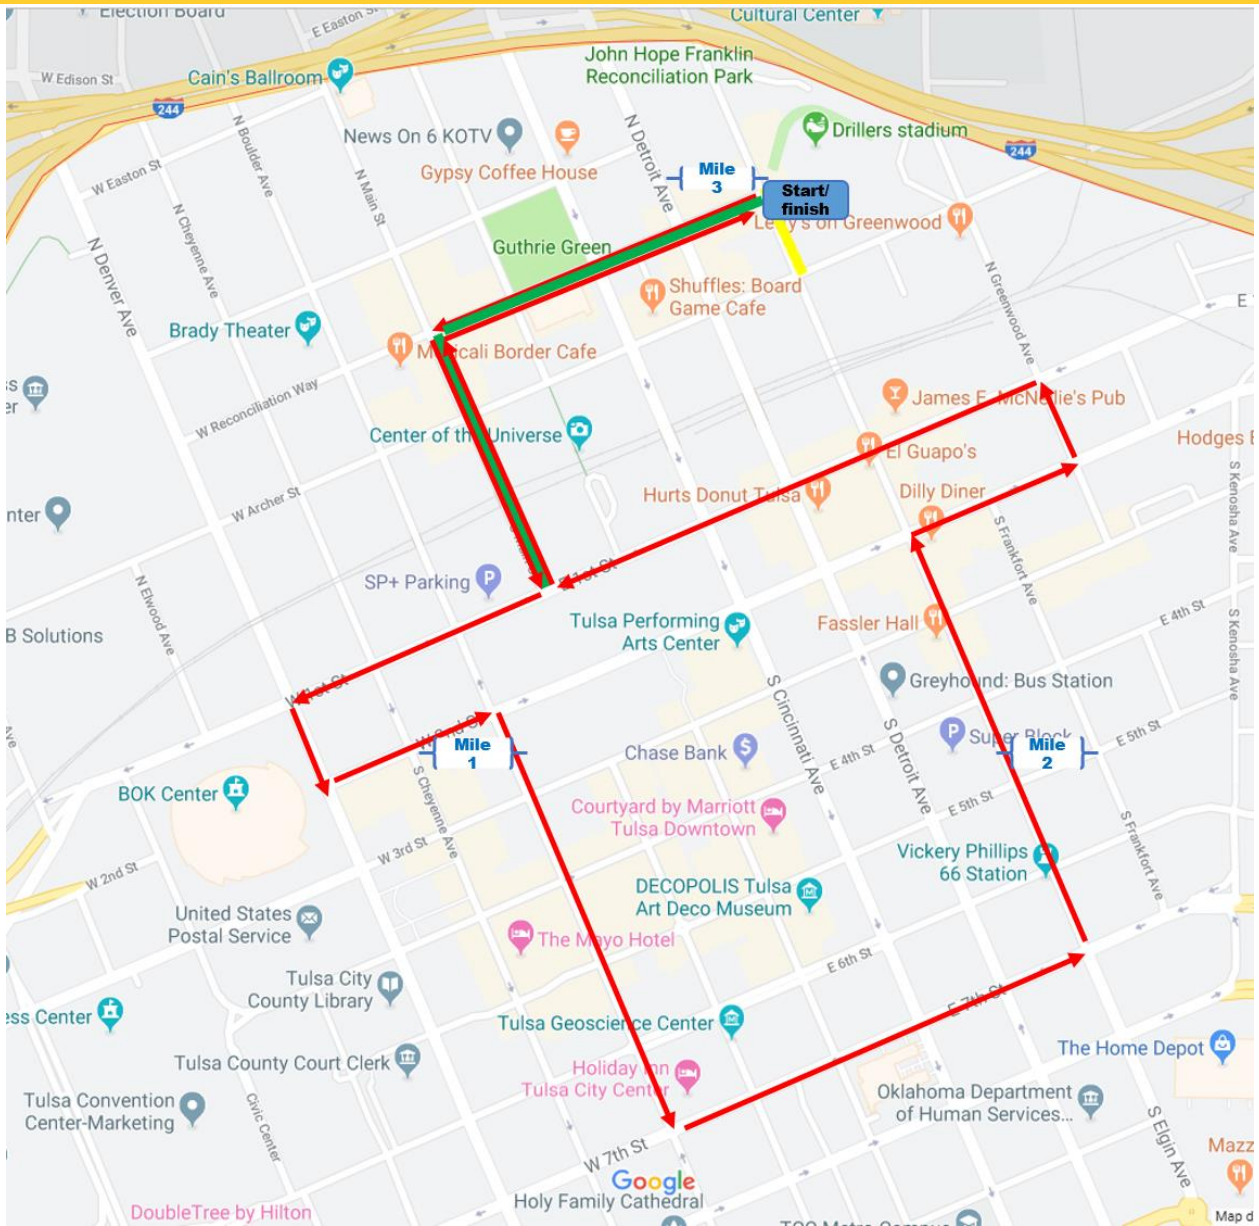 Election Board
E Easton St
Cultural Center
John Hope Franklin
Reconciliation Park
W Edison St
Cain's Ballroom
244
N Boulder Ave
News On 6 KOTV
N Detroit Ave
Drillers stadium
244
W Easton St
N Main St
Gypsy Coffee House
Mile
3
Start/
finish
N Cheyenne Ave
on Greenwood
N Denver Ave
Guthrie Green
Shuffles: Board
Game Cafe
N Greenwood Ave
E
Brady Theater
Border Cafe
W Reconciliation Way
James E. McNellie's Pub
Center of the Universe
El Guapo's
Hodges
Hurts Donut Tulsa
Dilly Diner
S Kenosha Ave
W Archer St
S Frankfort Ave
SP+ Parking
E 1st St
N Elwood Ave
B Solutions
Tulsa Performing
Arts Center
Fassler Hall
E 4th St
S Kenosha Ave
W 1st St
S Cincinnati Ave
Greyhound: Bus Station
S Detroit Ave
W 2nd St
Mile
1
Chase Bank
Super Block
Mile
2
E 5th St
E 4th St
BOK Center
S Cheyenne Ave
Courtyard by Marriott
Tulsa Downtown
E 5th St
S Frankfort Ave
W 3rd St
W 2nd St
Vickery Phillips
66 Station
DECOPOLIS Tulsa
Art Deco Museum
United States
Postal Service
The Mayo Hotel
E 6th St
Tulsa City
County Library
E 7th St
ess Center
Tulsa Geoscience Center
Tulsa County Court Clerk
Holiday Inn
Tulsa City Center
The Home Depot
Tulsa Convention
Center-Marketing
Civic Center
Oklahoma Department
of Human Services...
S Elgin Ave
W 7th St
Mazz
Google
Holy Family Cathedral
DoubleTree by Hilton
Map d